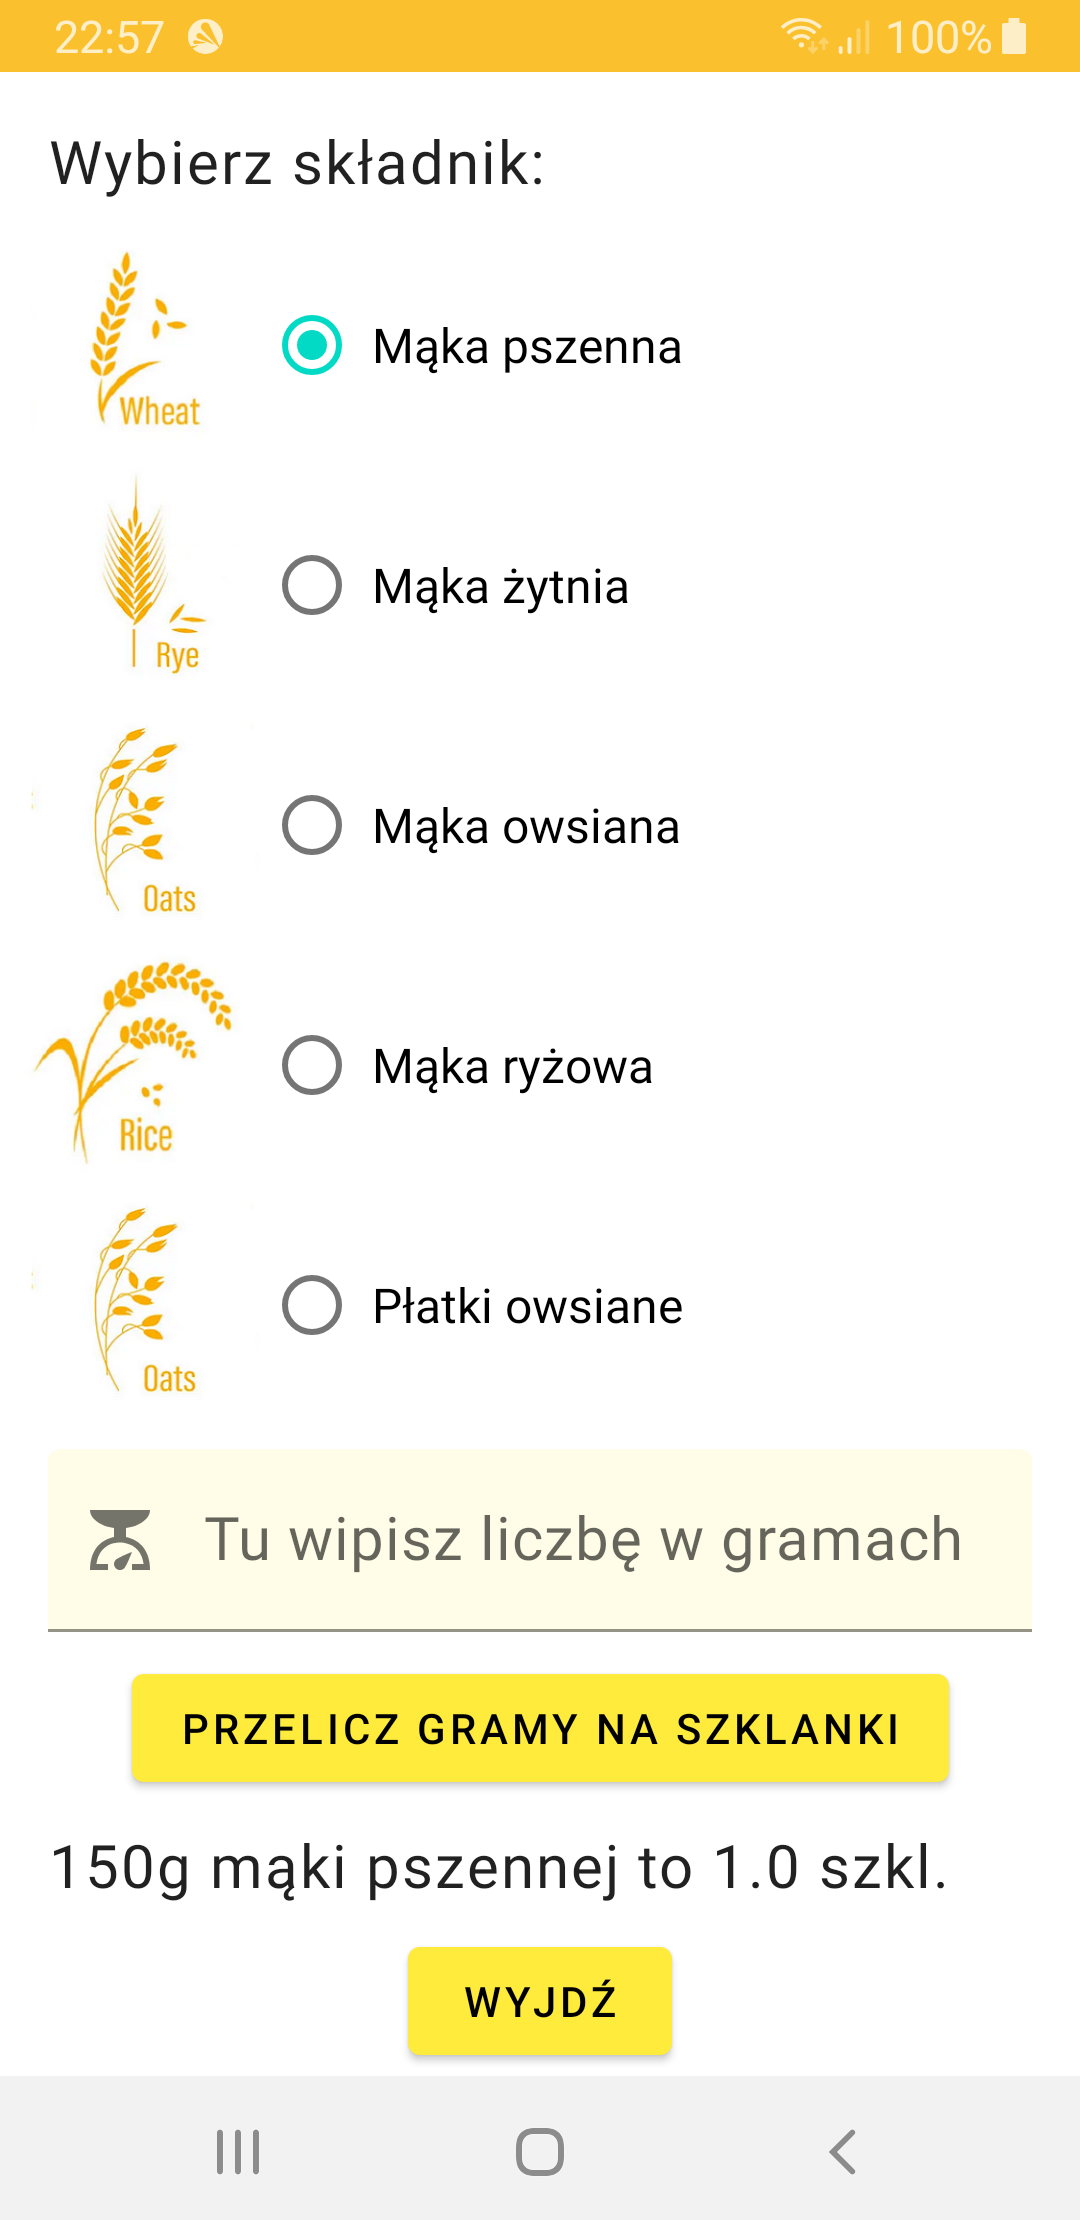 22:57 100%
Wybierz składnik:
Wheat
Mąka pszenna
Rye
Mąka żytnia
Oats
Mąka owsiana
Rice
Mąka ryżowa
Oats
Płatki owsiane
Tu wipisz liczbę w gramach
PRZELICZ GRAMY NA SZKLANKI
150g mąki pszennej to 1.0 szkl.
WYJDŹ